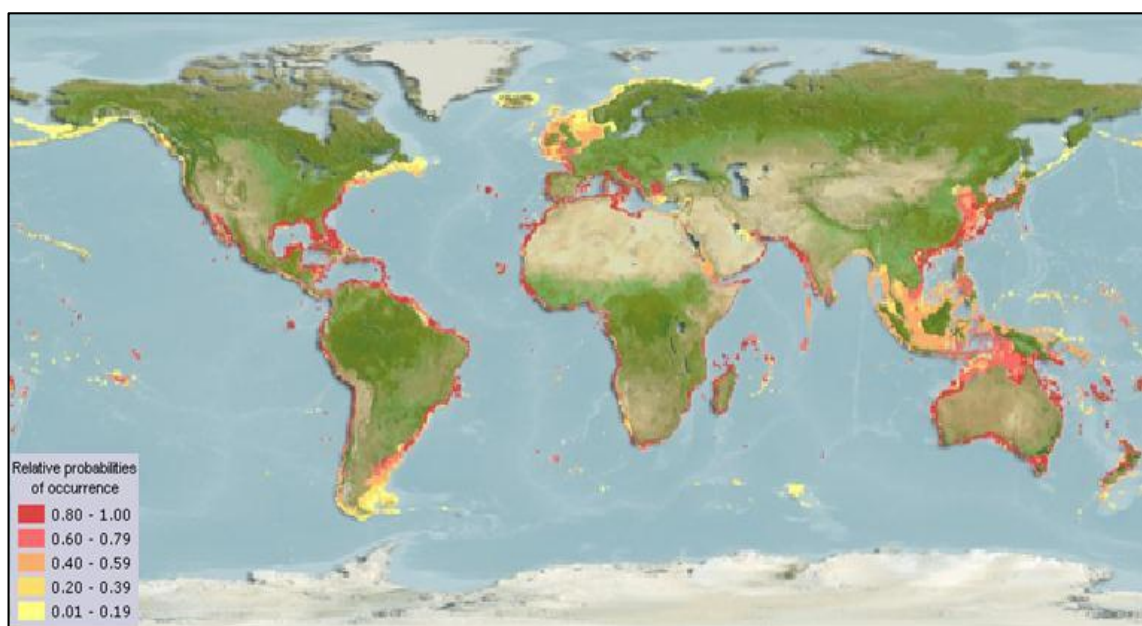 Relative probabilities
of occurrence
0.80 - 1.00
0.60 - 0.79
0.40 - 0.59
0.20 - 0.39
0.01 - 0.19